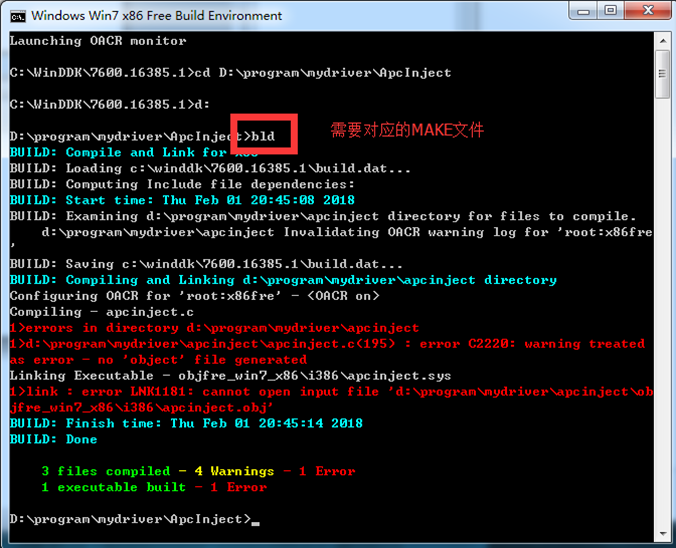 Windows Win7 x86 Free Build Environment
Launching OACR monitor
C:\WinDDK\7600.16385.1>cd D:\program\mydriver\ApcInject
C:\WinDDK\7600.16385.1>d:
D:\program\mydriver\ApcInject>bld
需要对应的MAKE文件
BUILD: Compile and Link for x86
BUILD: Loading c:\winddk\7600.16385.1\build.dat...
BUILD: Computing Include file dependencies:
BUILD: Start time: Thu Feb 01 20:45:08 2018
BUILD: Examining d:\program\mydriver\apcinject directory for files to compile.
d:\program\mydriver\apcinject Invalidating OACR warning log for 'root:x86fre
'
BUILD: Saving c:\winddk\7600.16385.1\build.dat...
BUILD: Compiling and Linking d:\program\mydriver\apcinject directory
Configuring OACR for 'root:x86fre' - <OACR on>
Compiling - apcinject.c
1>errors in directory d:\program\mydriver\apcinject
1>d:\program\mydriver\apcinject\apcinject.c(195) : error C2220: warning treated
as error - no 'object' file generated
Linking Executable - objfre_win7_x86\i386\apcinject.sys
1>link : error LNK1181: cannot open input file 'd:\program\mydriver\apcinject\ob
jfre_win7_x86\i386\apcinject.obj'
BUILD: Finish time: Thu Feb 01 20:45:14 2018
BUILD: Done
3 files compiled - 4 Warnings - 1 Error
1 executable built - 1 Error
D:\program\mydriver\ApcInject>_